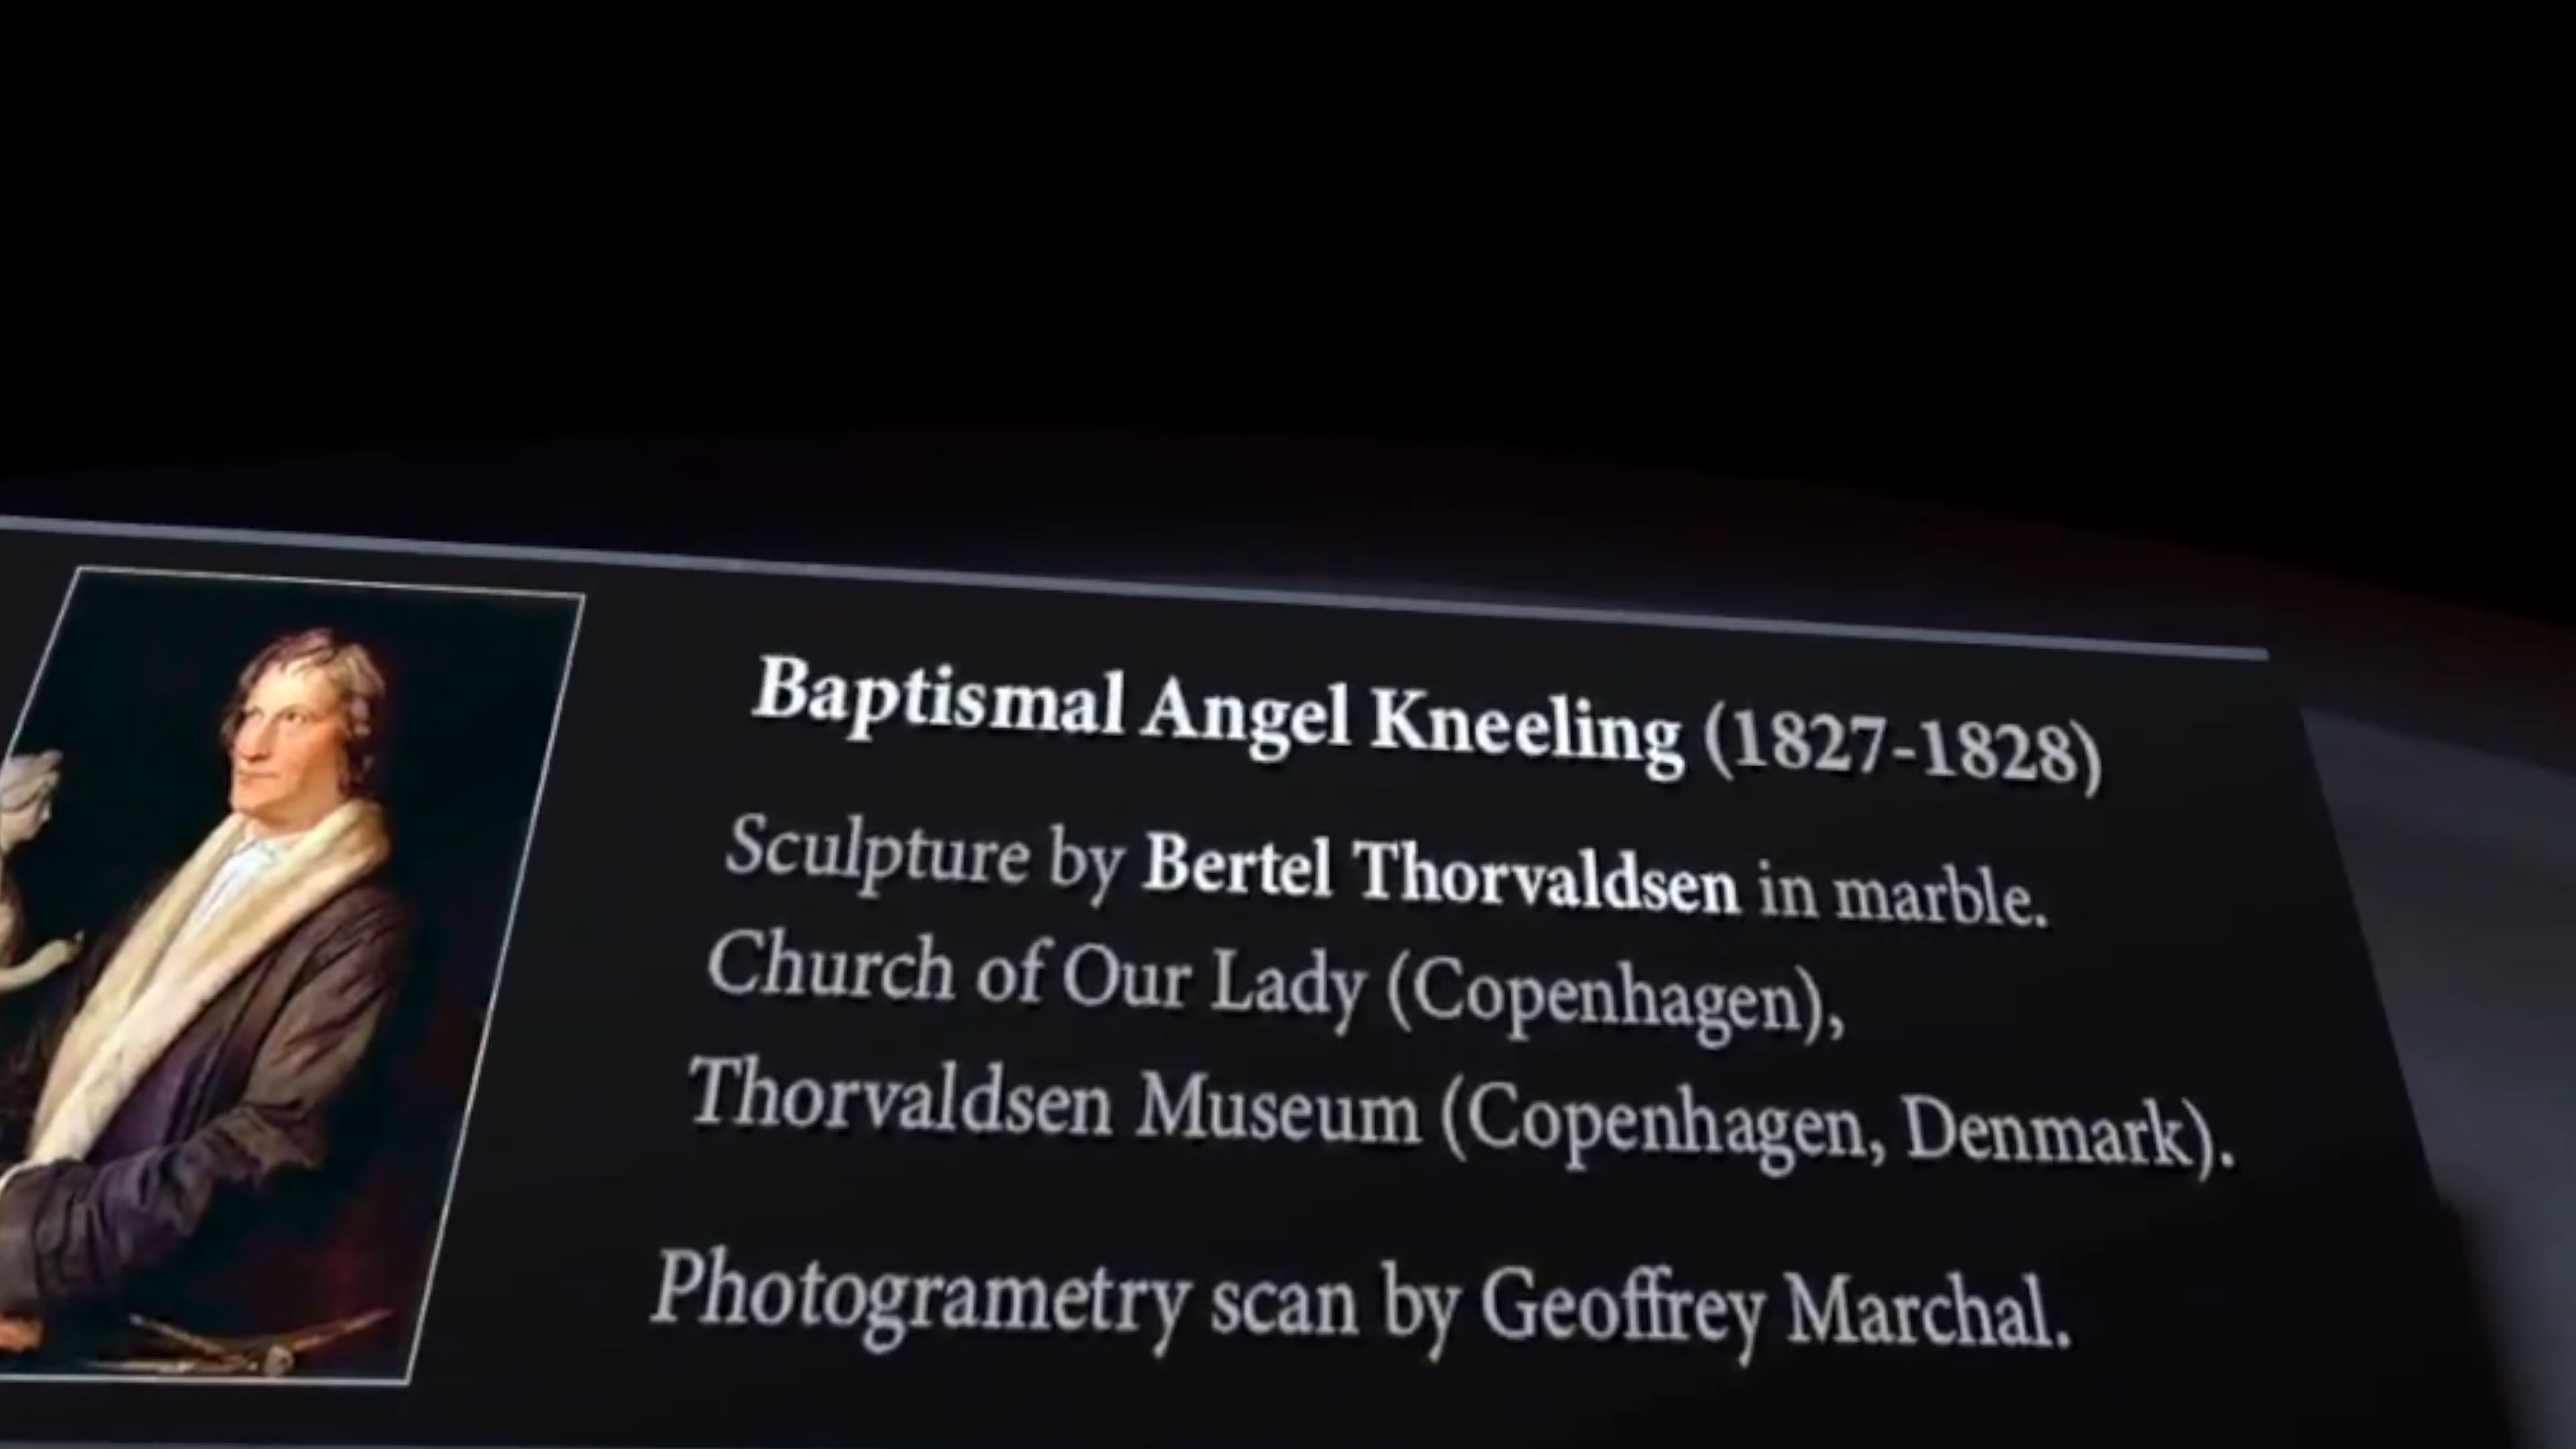 Baptismal Angel Kneeling (1827-1828)
Sculpture by Bertel Thorvaldsen in marble.
Church of Our Lady (Copenhagen),
Thorvaldsen Museum (Copenhagen, Denmark).
Photogrametry scan by Geoffrey Marchal.